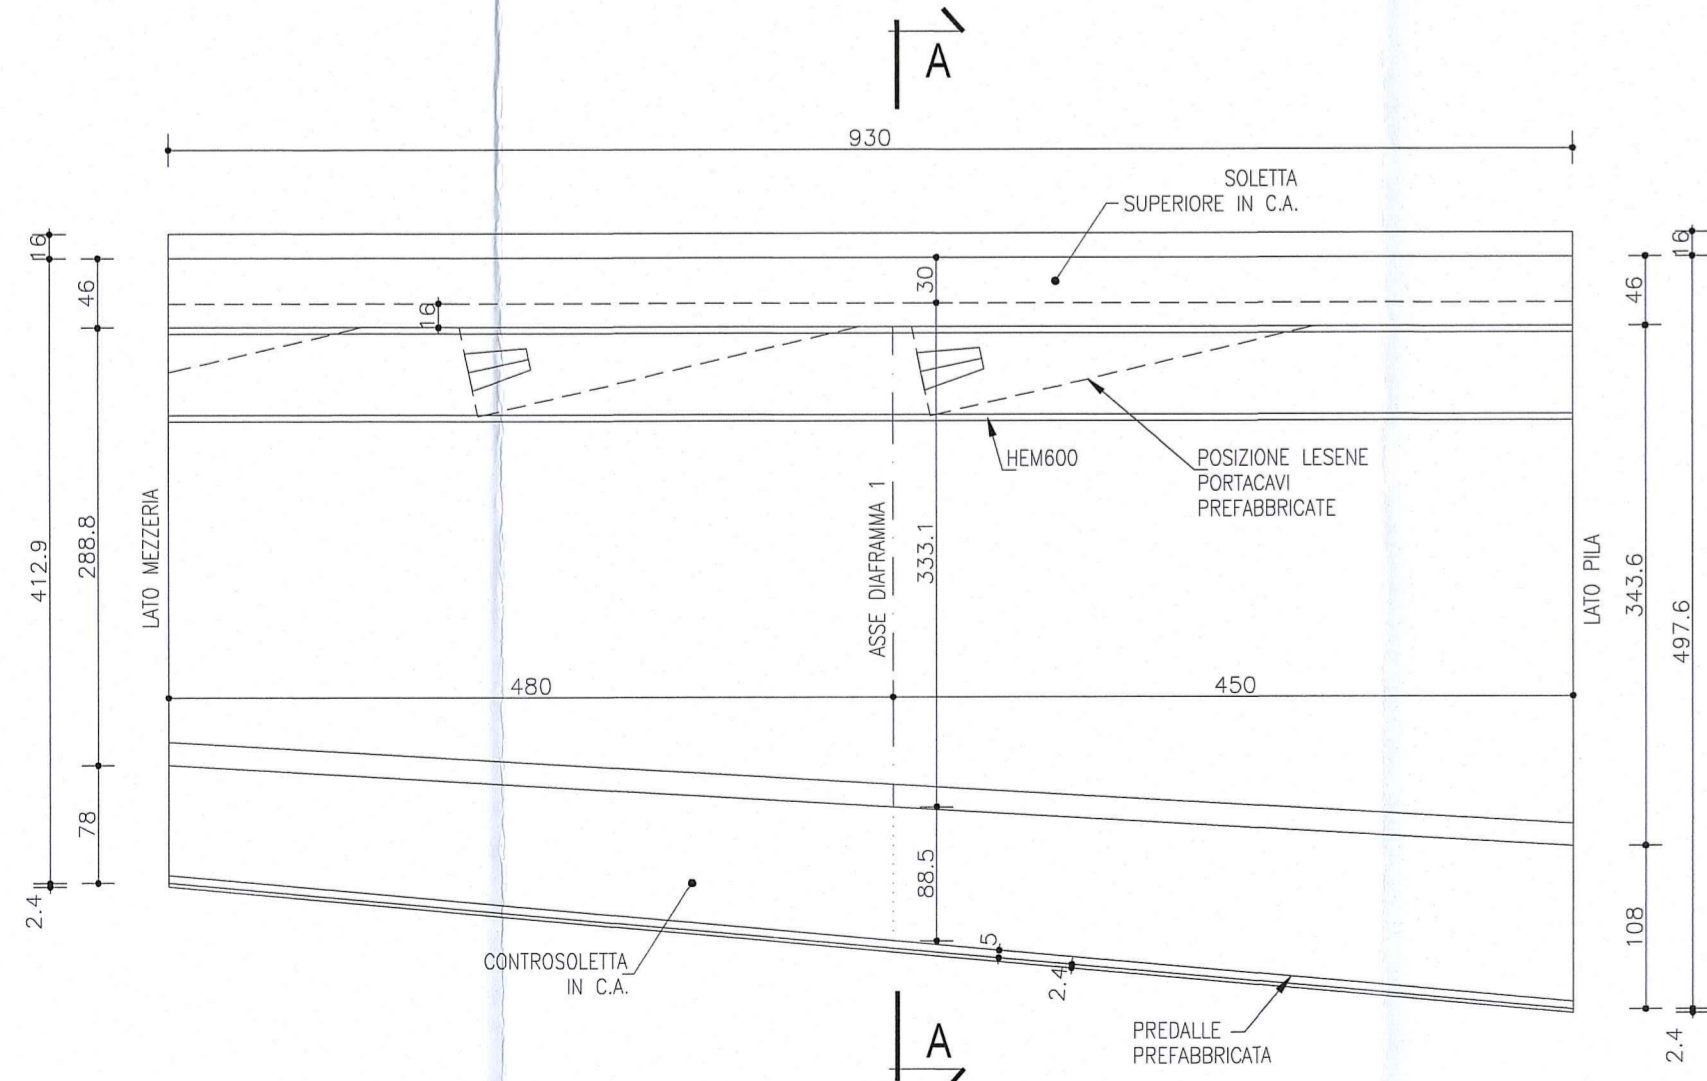 A
930
SOLETTA
SUPERIORE IN C.A.
16
46
16
30
16
46
HEM600
POSIZIONE LESENE
PORTACAVI
PREFABBRICATE
LATO MEZZERIA
412.9
288.8
ASSE DIAFRAMMA 1
333.1
LATO PILA
343.6
497.6
480
450
78
88.5
2.4
108
5
2.4
CONTROSOLETTA
IN C.A.
PREDALLE
PREFABBRICATA
2.4
A